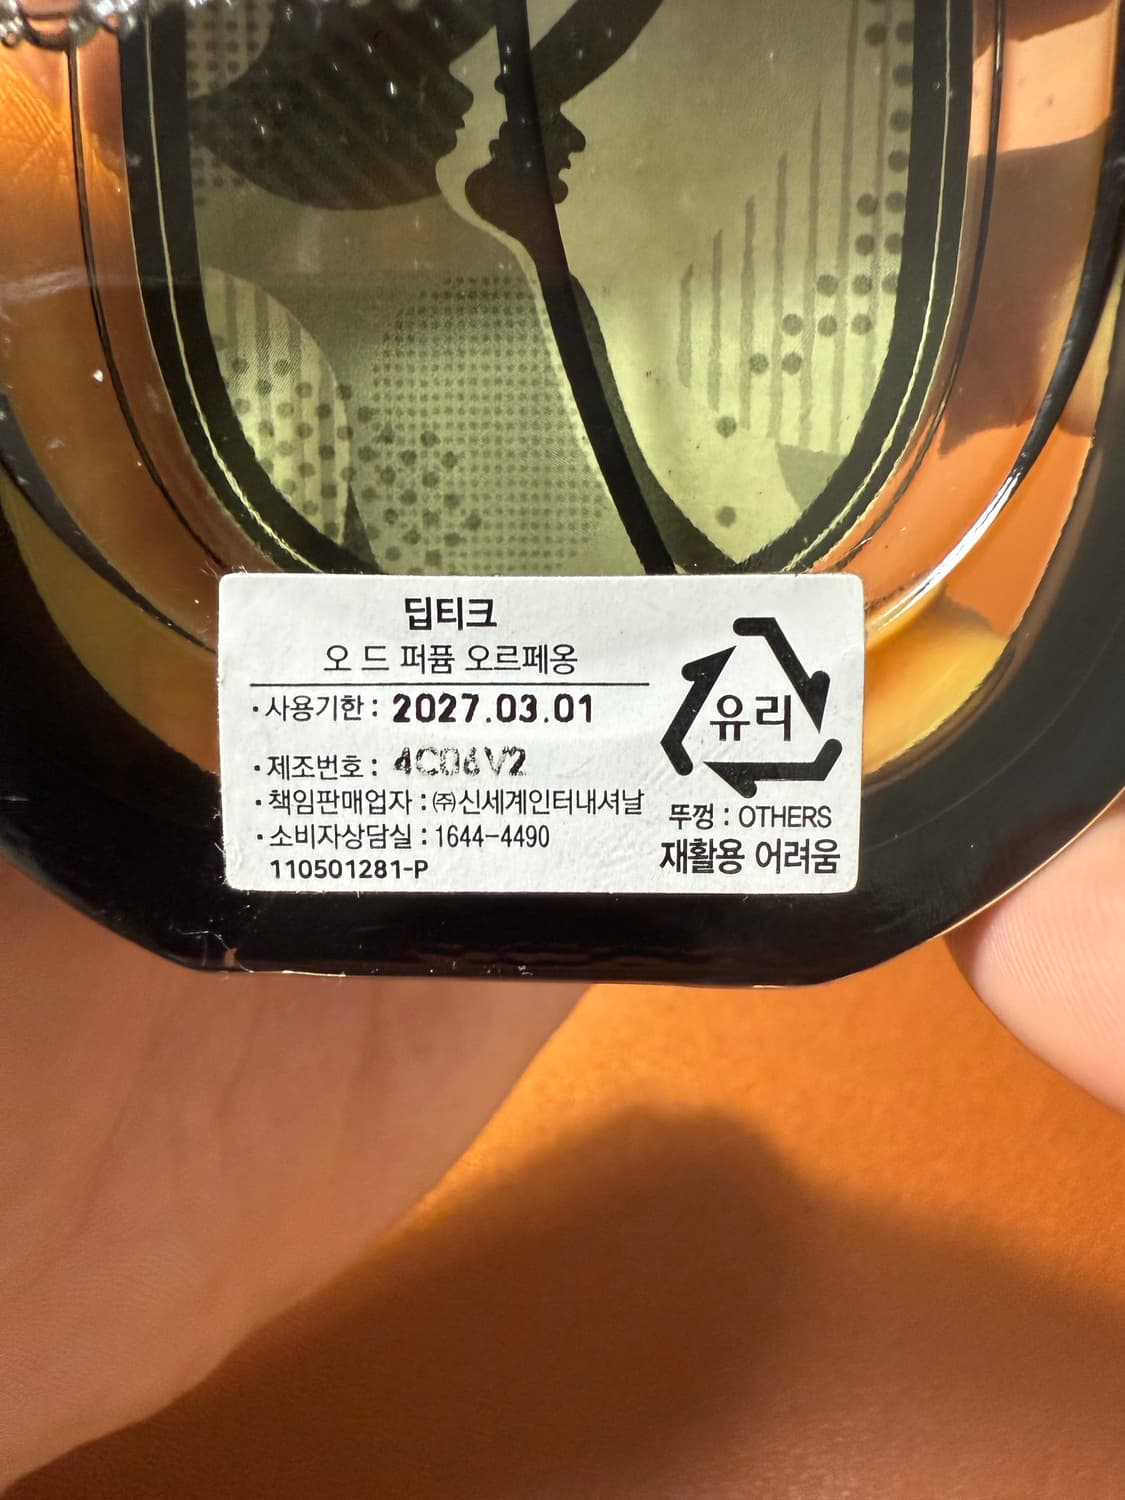 딥티크
오 드 퍼퓸 오르페옹
·사용기한 : 2027.03.01
·제조번호 : 4C06V2
·책임판매업자 : ㈜신세계인터내셔날
·소비자상담실 : 1644-4490
110501281-P
유리
뚜껑 : OTHERS
재활용 어려움